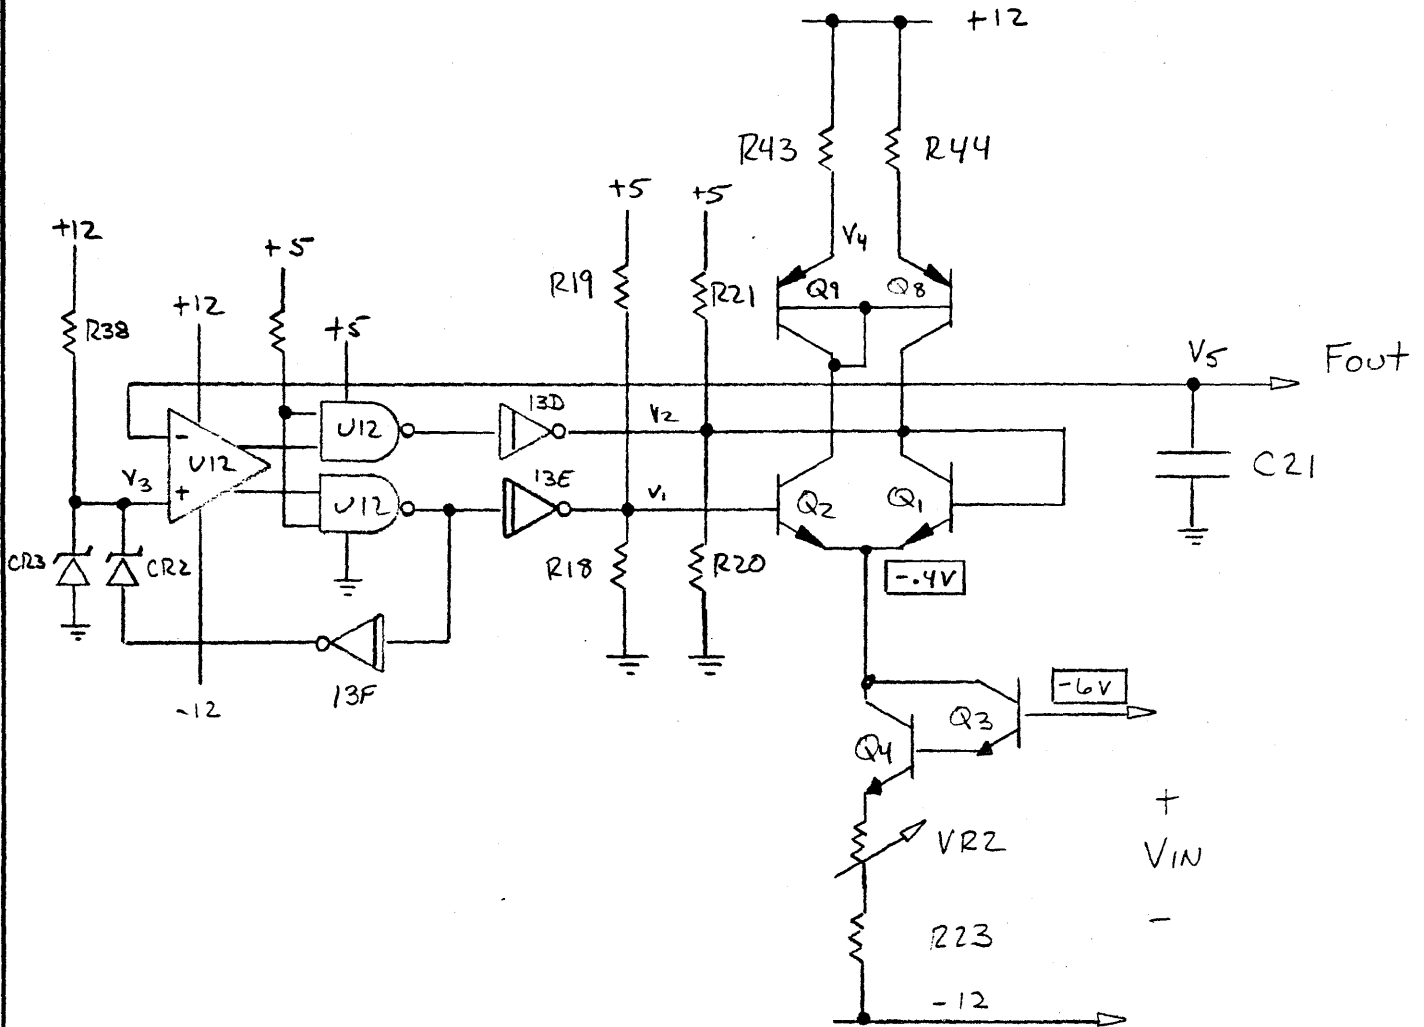 +12
R43
R44
+5
+5
+12
+5
V4
+12
R19
R21
Q9
Q8
R38
+5
V5
Fout
13D
U12
V2
U12
-
V3
+
13E
C21
U12
V1
Q2
Q1
CR3
CR2
R18
R20
-.4V
-12
13F
-6V
Q3
Q4
+
VR2
VIN
-
R23
-12